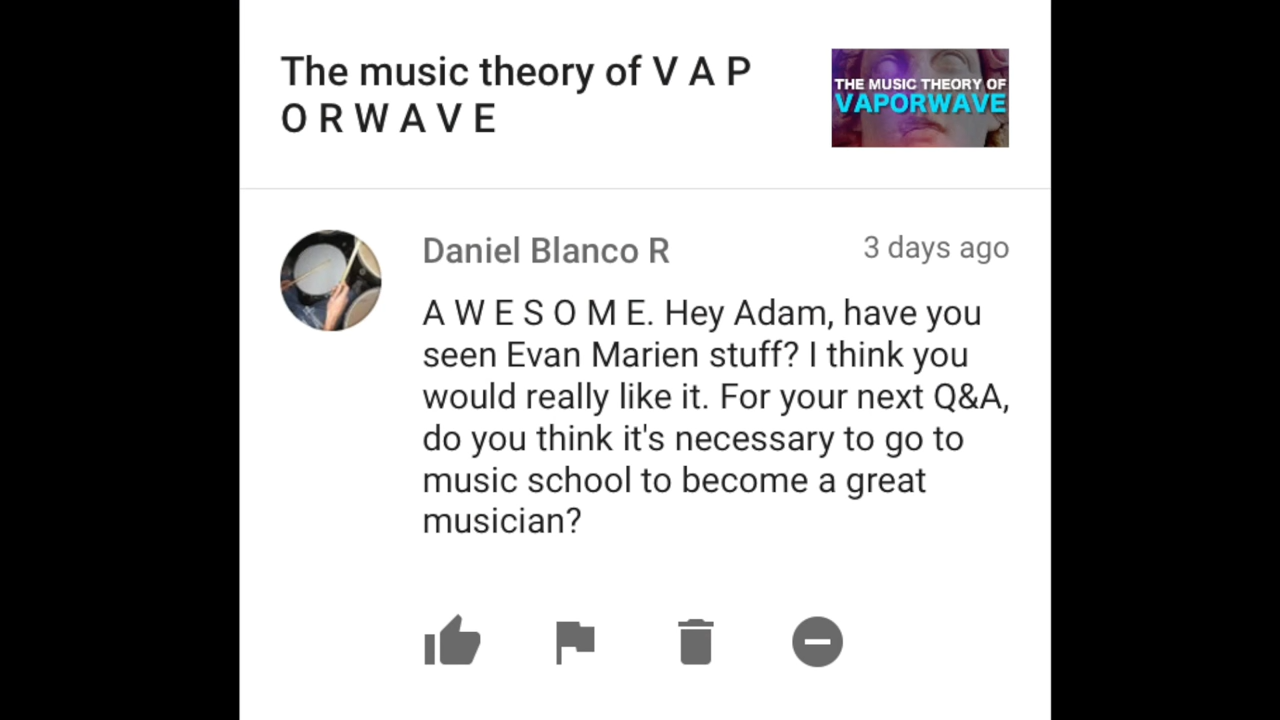 The music theory of V A P
O R W A V E
THE MUSIC THEORY OF
VAPORWAVE
Daniel Blanco R
3 days ago
A W E S O M E. Hey Adam, have you
seen Evan Marien stuff? I think you
would really like it. For your next Q&A,
do you think it's necessary to go to
music school to become a great
musician?